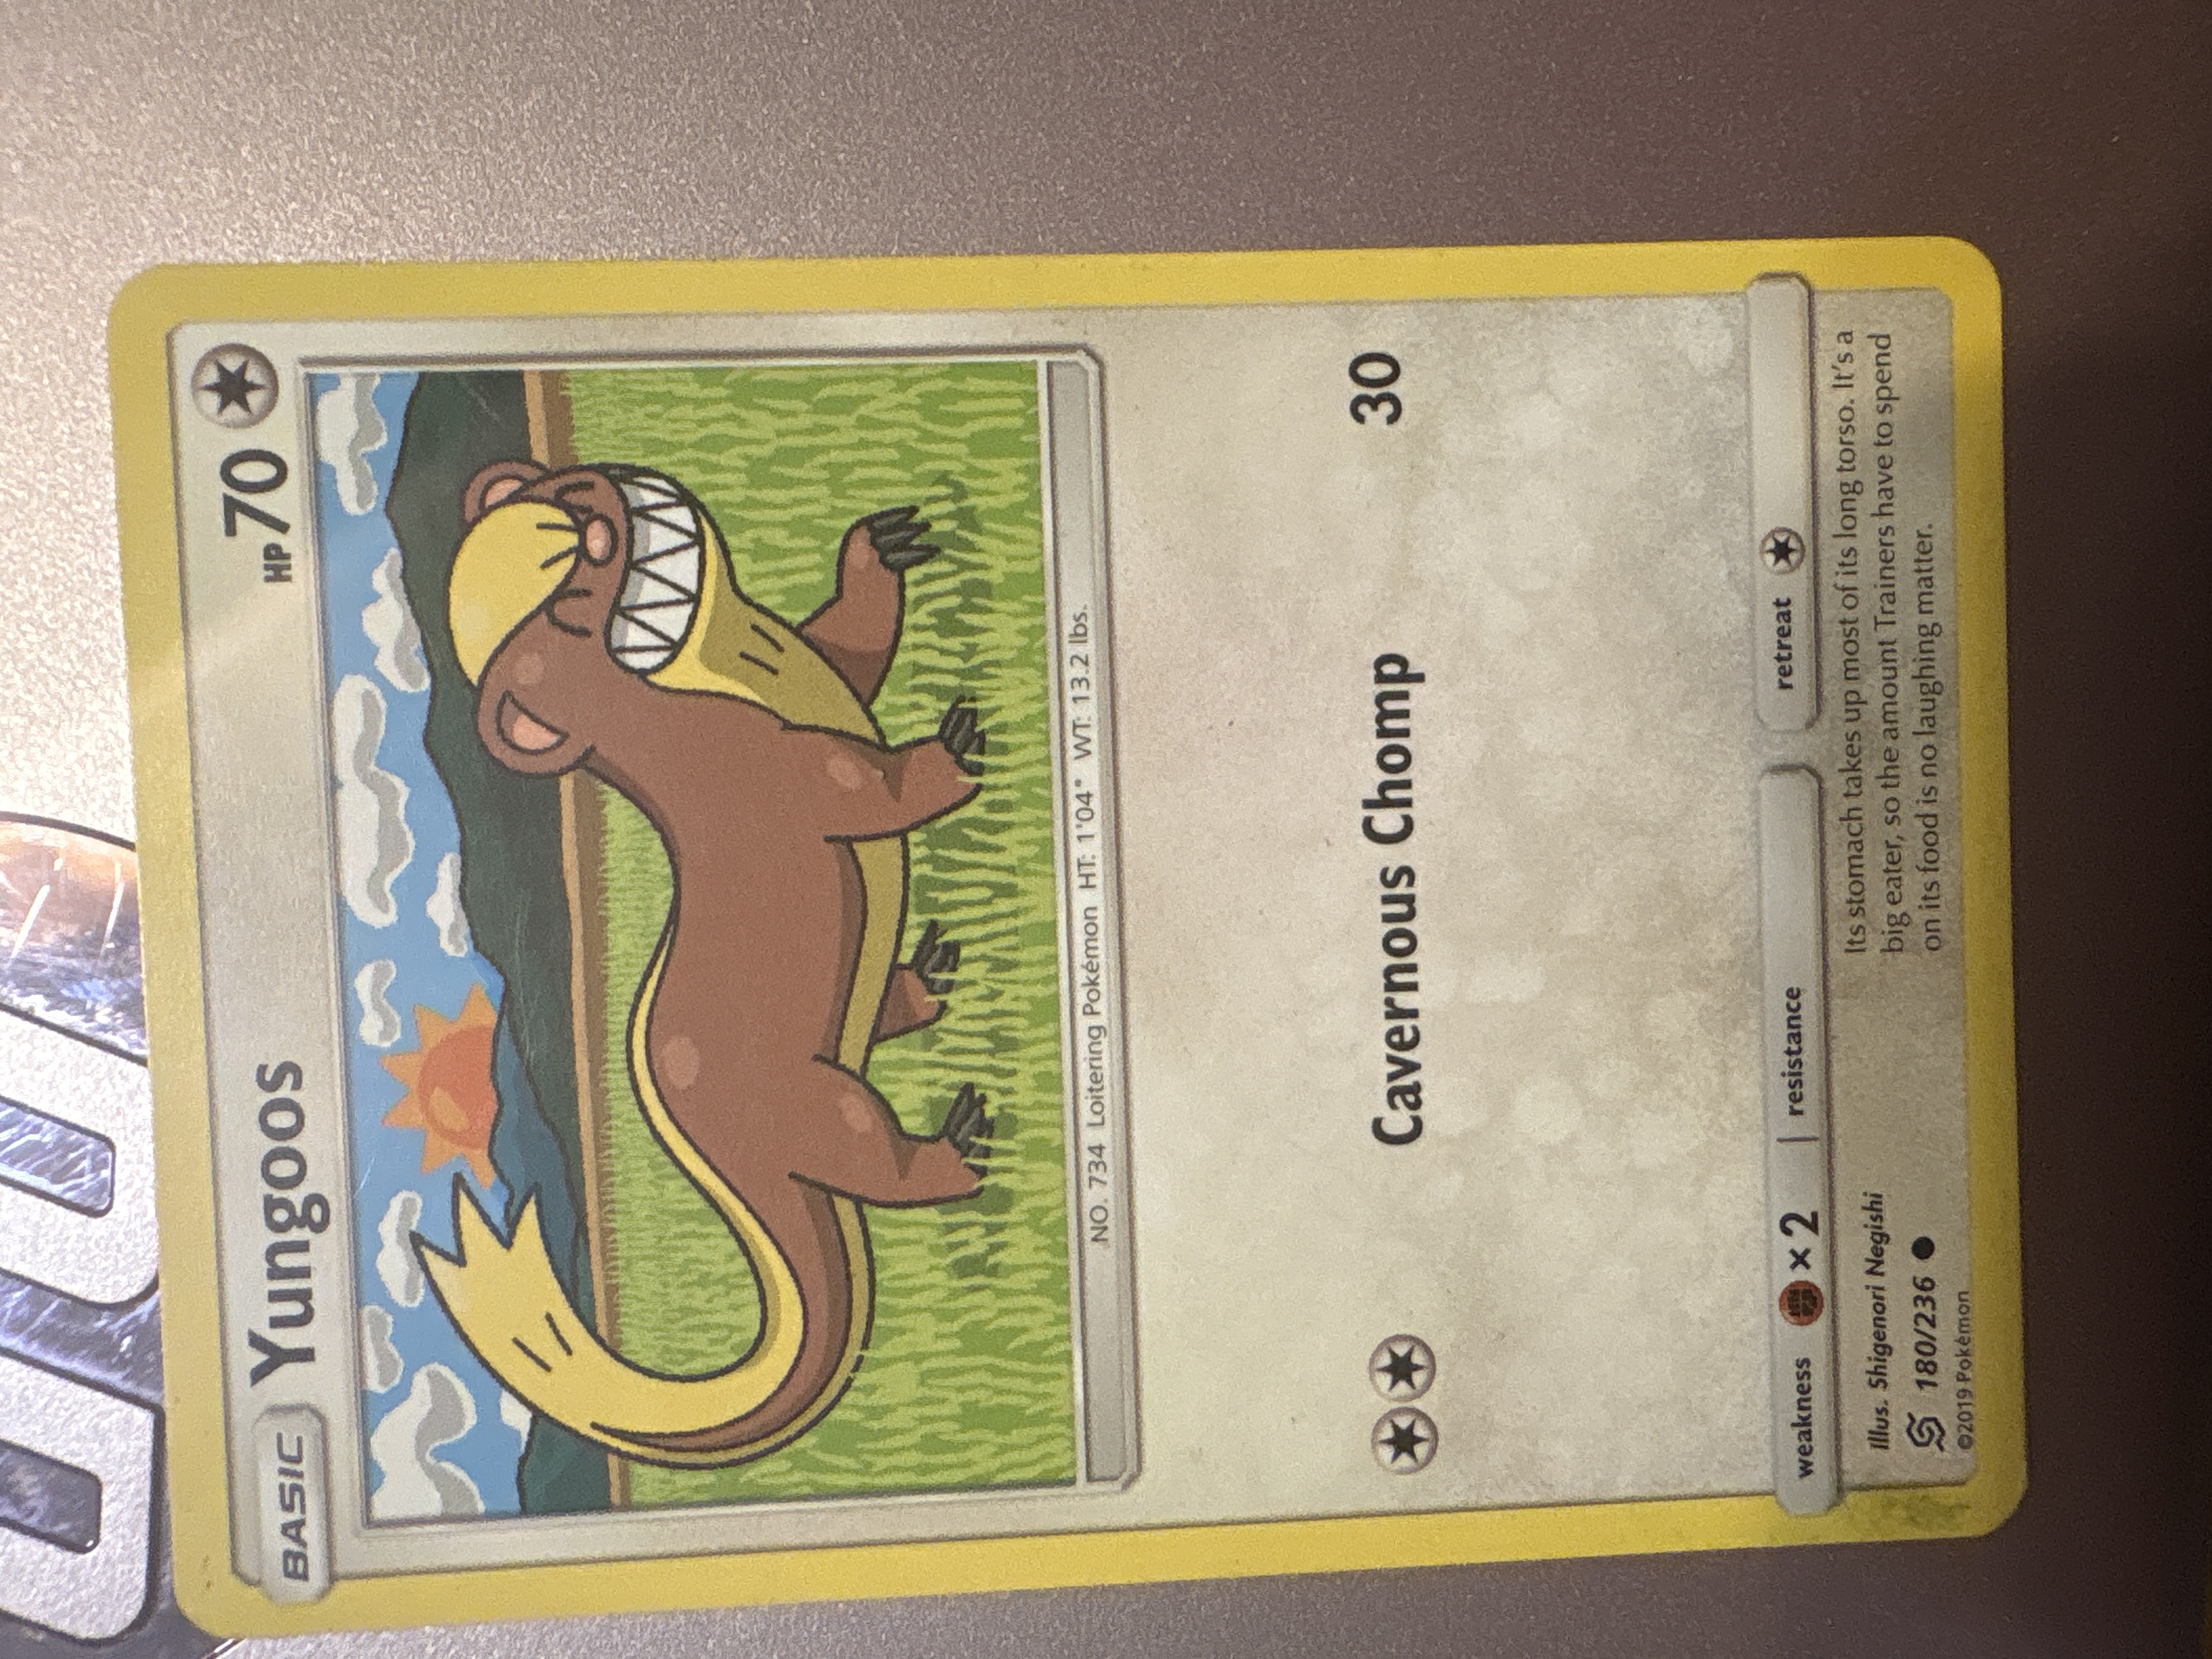 BASIC Yungoos HP 70
NO. 734 Loitering Pokémon HT: 1'04" WT: 13.2 lbs.
Cavernous Chomp 30
weakness ×2 resistance retreat
Illus. Shigenori Negishi
180/236 ●
©2019 Pokémon
Its stomach takes up most of its long torso. It's a
big eater, so the amount Trainers have to spend
on its food is no laughing matter.